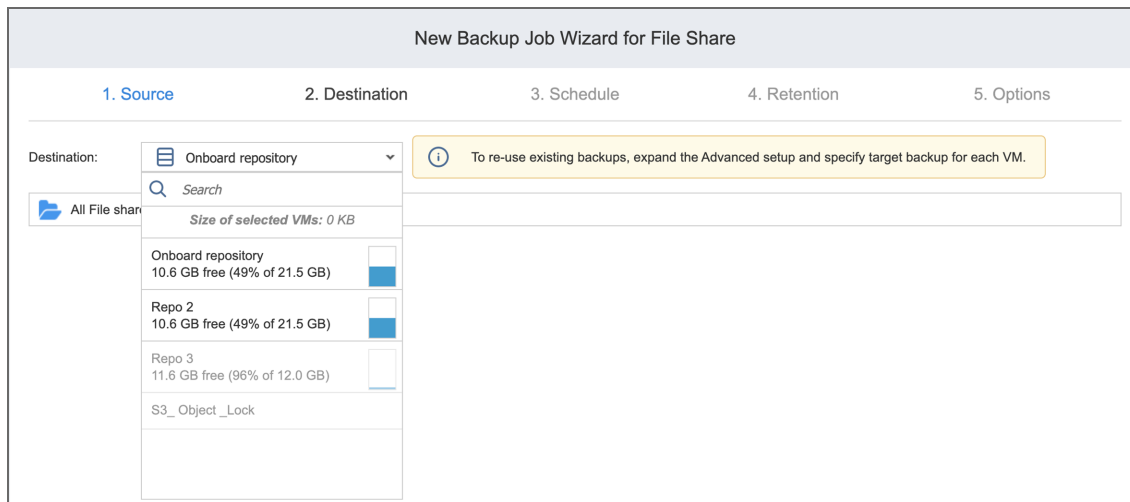 New Backup Job Wizard for File Share
1. Source
2. Destination
3. Schedule
4. Retention
5. Options
Destination:
Onboard repository
To re-use existing backups, expand the Advanced setup and specify target backup for each VM.
Search
All File shar
Size of selected VMs: 0 KB
Onboard repository
10.6 GB free (49% of 21.5 GB)
Repo 2
10.6 GB free (49% of 21.5 GB)
Repo 3
11.6 GB free (96% of 12.0 GB)
S3_ Object _Lock